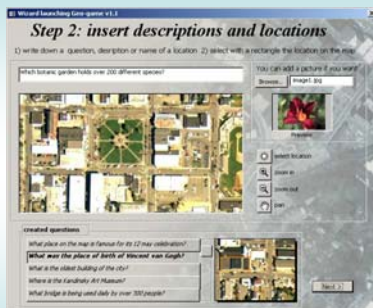 Wizard launching Geo-game v1.1
Step 2: insert descriptions and locations
1) write down a question, desription or name of a location 2) select with a rectangle the location on the map
Which botanic garden holds over 200 different species?
You can add a picture if you want
Browse.. image1.jpg
Preview
select location
zoom in
zoom out
pan
created questions
What place on the map is famous for its 12 may celebration?
What was the place of birth of Vincent van Gogh?
What is the oldest building of the city?
Where is the Kandinsky Art Museum?
What bridge is being used daily by over 300 people?
Next >